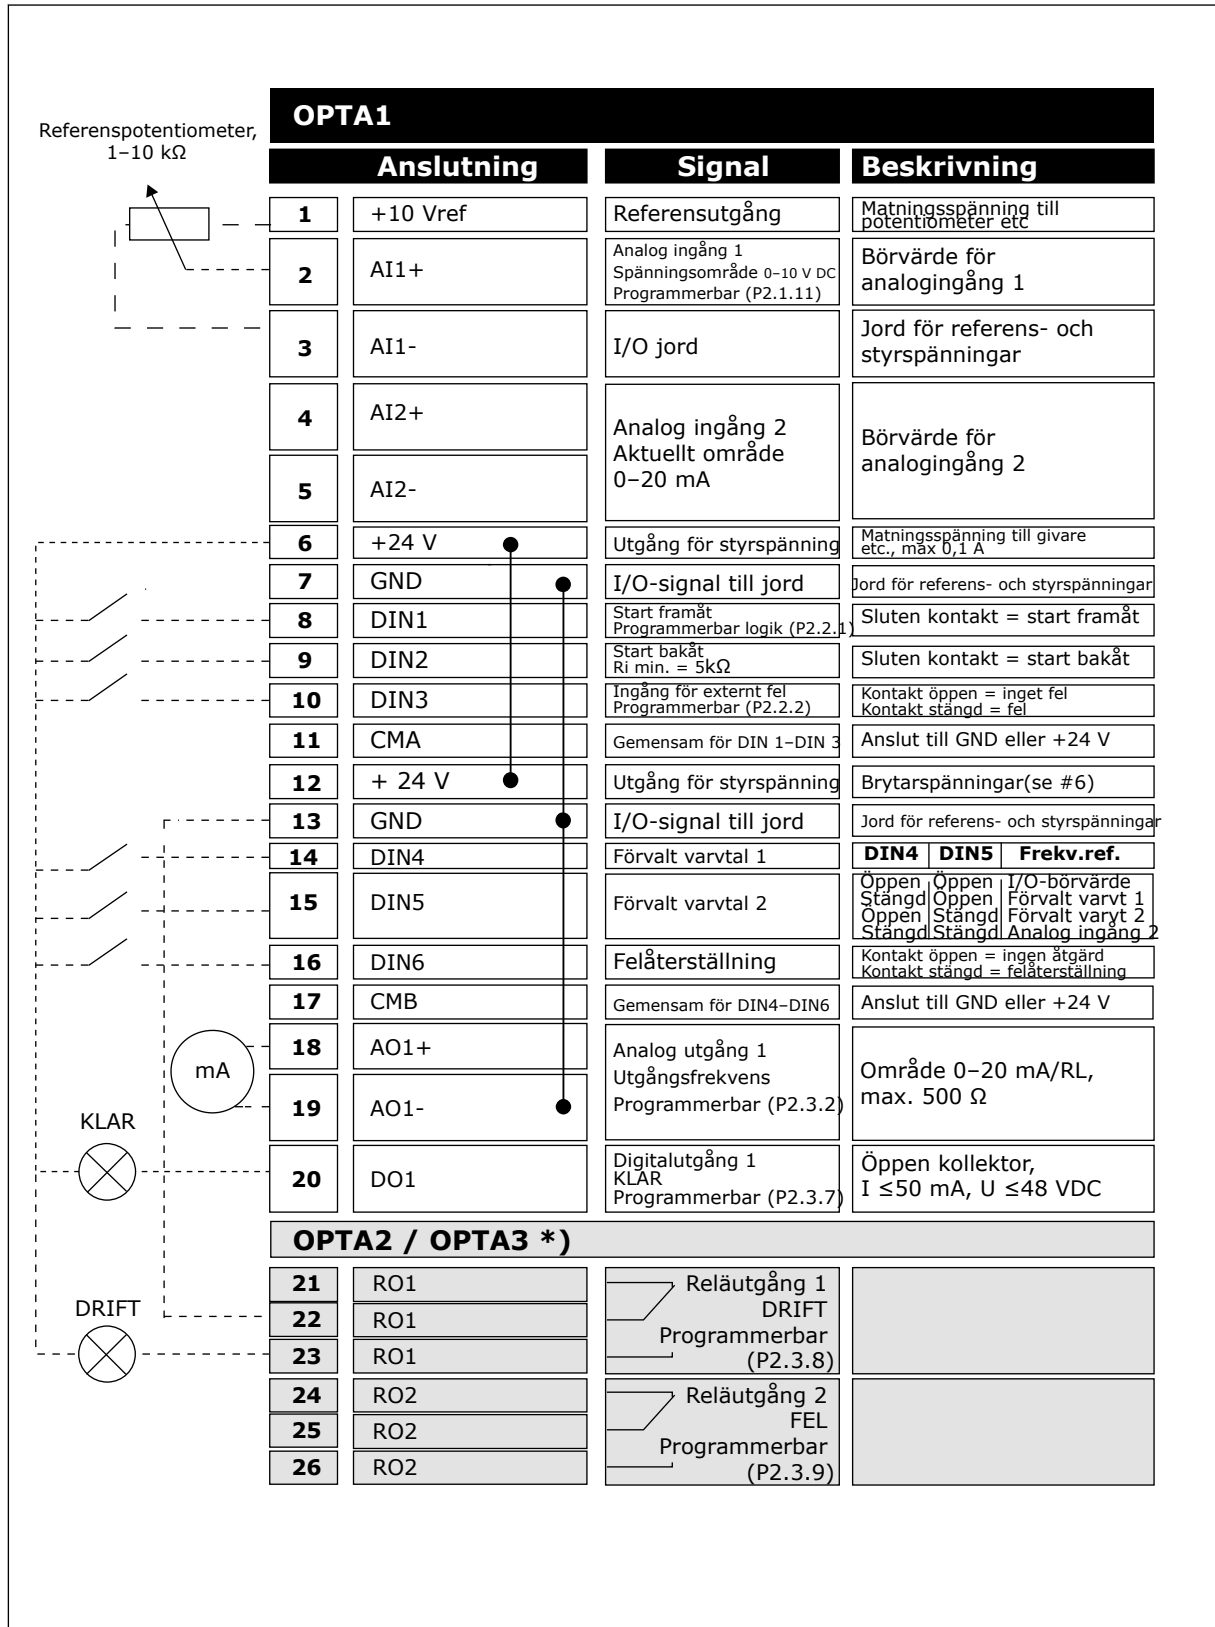 Referenspotentiometer,
1–10 kΩ
OPTA1
Anslutning Signal Beskrivning
1 +10 Vref Referensutgång Matningsspänning till
potentiometer etc
2 AI1+ Analog ingång 1
Spänningsområde 0–10 V DC
Programmerbar (P2.1.11)
Börvärde för
analogingång 1
3 AI1- I/O jord Jord för referens- och
styrspänningar
4 AI2+
5 AI2-
Analog ingång 2
Aktuellt område
0–20 mA
Börvärde för
analogingång 2
6 +24 V Utgång för styrspänning Matningsspänning till givare
etc., max 0,1 A
7 GND I/O-signal till jord Jord för referens- och styrspänningar
8 DIN1 Start framåt
Programmerbar logik (P2.2.1)
Sluten kontakt = start framåt
9 DIN2 Start bakåt
Ri min. = 5kΩ
Sluten kontakt = start bakåt
10 DIN3 Ingång för externt fel
Programmerbar (P2.2.2)
Kontakt öppen = inget fel
Kontakt stängd = fel
11 CMA Gemensam för DIN 1–DIN 3 Anslut till GND eller +24 V
12 + 24 V Utgång för styrspänning Brytarspänningar(se #6)
13 GND I/O-signal till jord Jord för referens- och styrspänningar
14 DIN4 Förvalt varvtal 1 DIN4 DIN5 Frekv.ref.
15 DIN5 Förvalt varvtal 2
Öppen Öppen I/O-börvärde
Stängd Öppen Förvalt varvt 1
Öppen Stängd Förvalt varvt 2
Stängd Stängd Analog ingång 2
16 DIN6 Felåterställning Kontakt öppen = ingen åtgärd
Kontakt stängd = felåterställning
17 CMB Gemensam för DIN4–DIN6 Anslut till GND eller +24 V
mA
18 AO1+
19 AO1-
Analog utgång 1
Utgångsfrekvens
Programmerbar (P2.3.2)
Område 0–20 mA/RL,
max. 500 Ω
KLAR
20 DO1 Digitalutgång 1
KLAR
Programmerbar (P2.3.7)
Öppen kollektor,
I ≤50 mA, U ≤48 VDC
OPTA2 / OPTA3 *)
DRIFT
21 RO1
22 RO1
23 RO1
Reläutgång 1
DRIFT
Programmerbar
(P2.3.8)
24 RO2
25 RO2
26 RO2
Reläutgång 2
FEL
Programmerbar
(P2.3.9)